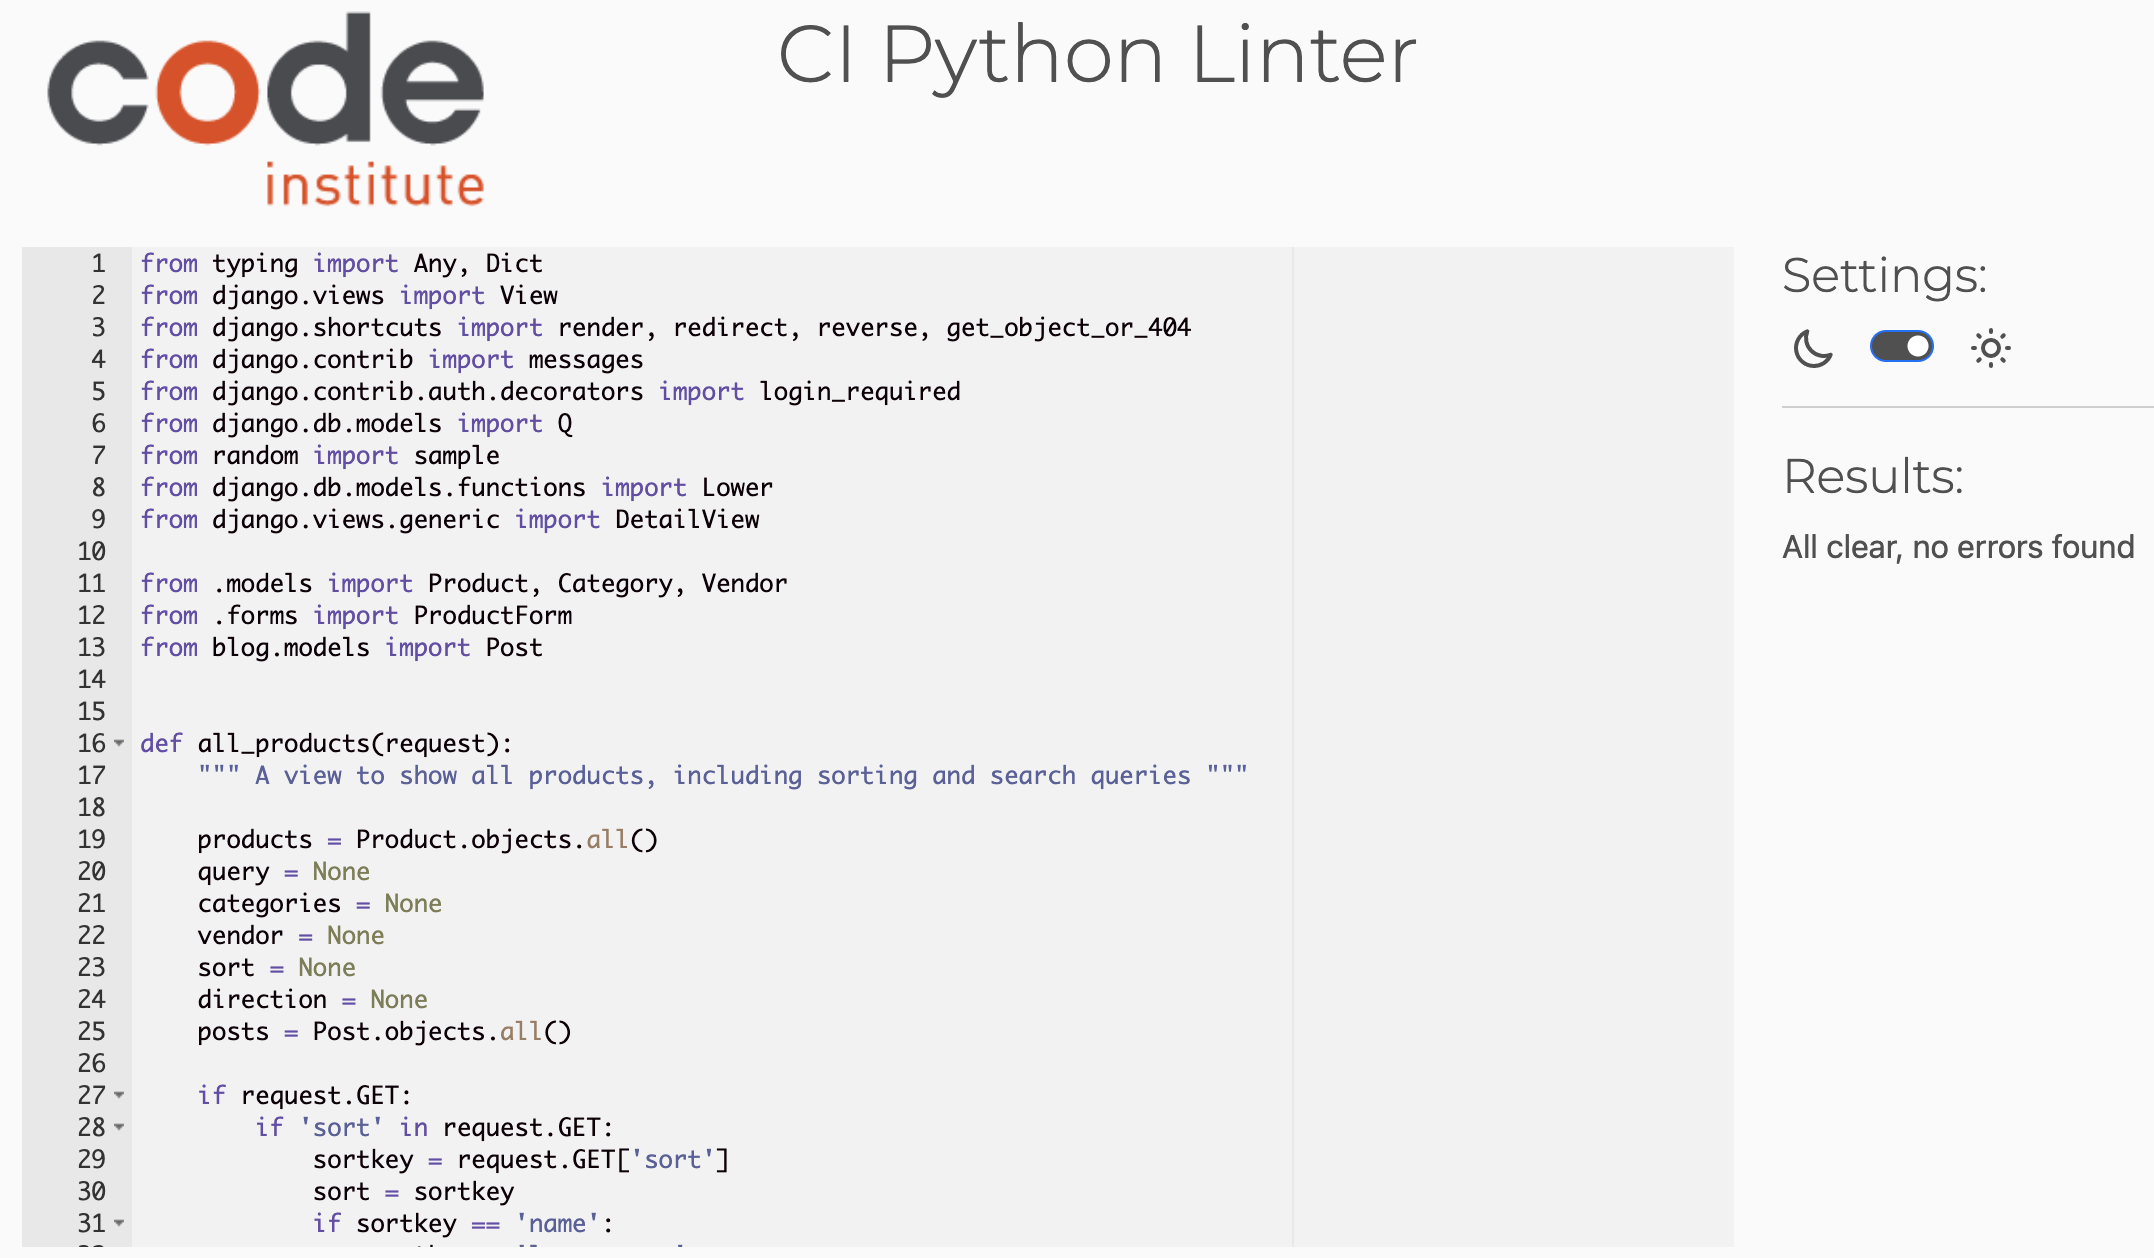 code
institute
CI Python Linter
1 from typing import Any, Dict
2 from django.views import View
3 from django.shortcuts import render, redirect, reverse, get_object_or_404
4 from django.contrib import messages
5 from django.contrib.auth.decorators import login_required
6 from django.db.models import Q
7 from random import sample
8 from django.db.models.functions import Lower
9 from django.views.generic import DetailView
10
11 from .models import Product, Category, Vendor
12 from .forms import ProductForm
13 from blog.models import Post
14
15
16 def all_products(request):
17     """ A view to show all products, including sorting and search queries """
18
19     products = Product.objects.all()
20     query = None
21     categories = None
22     vendor = None
23     sort = None
24     direction = None
25     posts = Post.objects.all()
26
27     if request.GET:
28         if 'sort' in request.GET:
29             sortkey = request.GET['sort']
30             sort = sortkey
31             if sortkey == 'name':
Settings:
Results:
All clear, no errors found